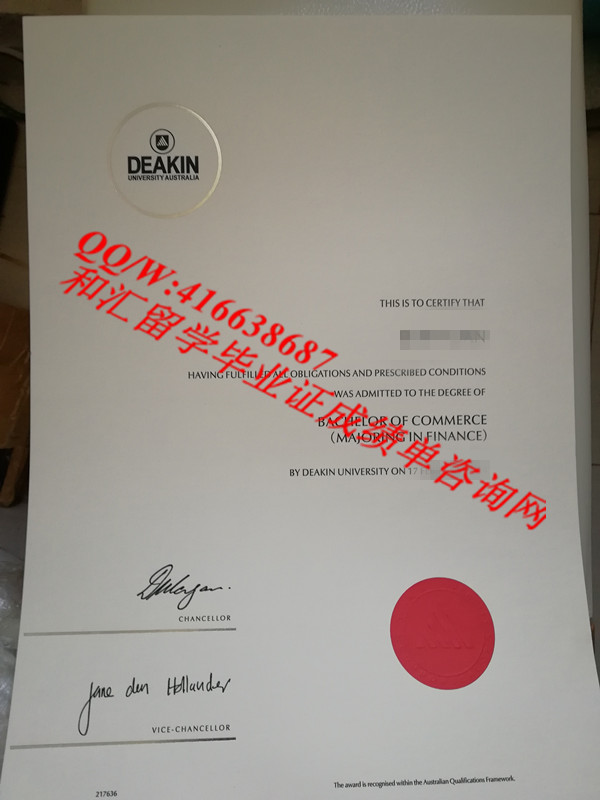 DEAKIN
UNIVERSITY AUSTRALIA
QQ/W:416638687
和汇留学毕业证成绩单咨询网
THIS IS TO CERTIFY THAT
HAVING FULFILLED ALL OBLIGATIONS AND PRESCRIBED CONDITIONS
WAS ADMITTED TO THE DEGREE OF
BACHELOR OF COMMERCE
(MAJORING IN FINANCE)
BY DEAKIN UNIVERSITY ON 17
CHANCELLOR
Jane den Hollander
VICE-CHANCELLOR
217636
The award is recognised within the Australian Qualifications Framework.